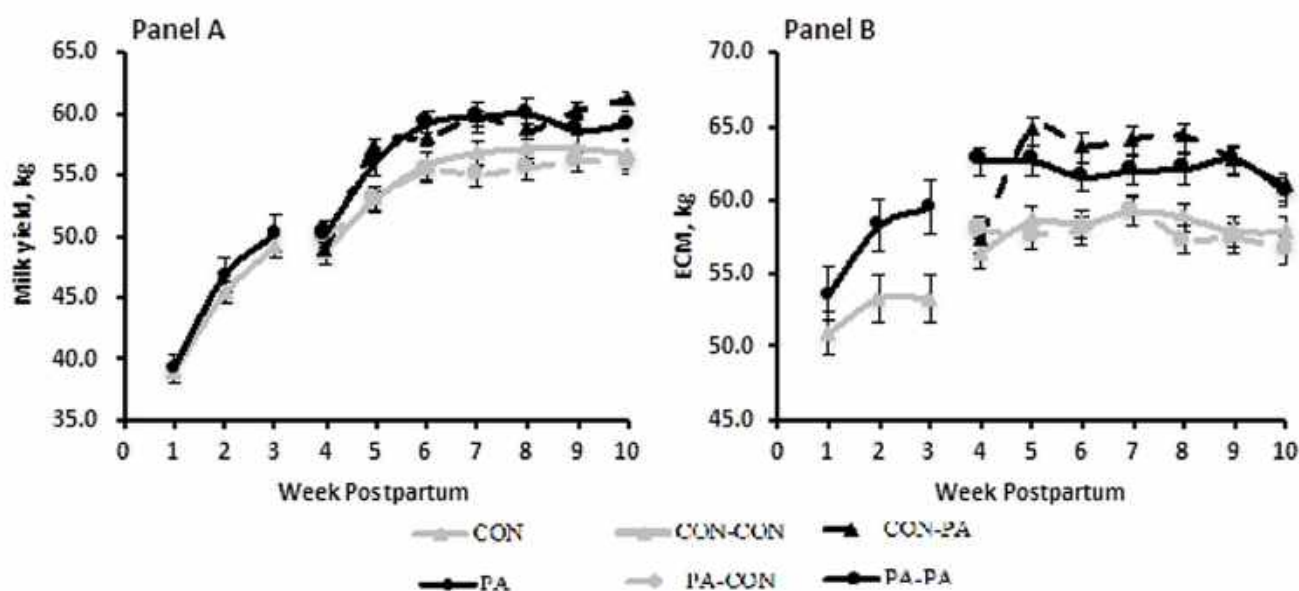 Panel A
65.0
60.0
55.0
50.0
45.0
40.0
35.0
Milk yield, kg
0 1 2 3 4 5 6 7 8 9 10
Week Postpartum
Panel B
70.0
65.0
60.0
55.0
50.0
45.0
ECM, kg
0 1 2 3 4 5 6 7 8 9 10
Week Postpartum
CON CON-CON CON-PA
PA PA-CON PA-PA